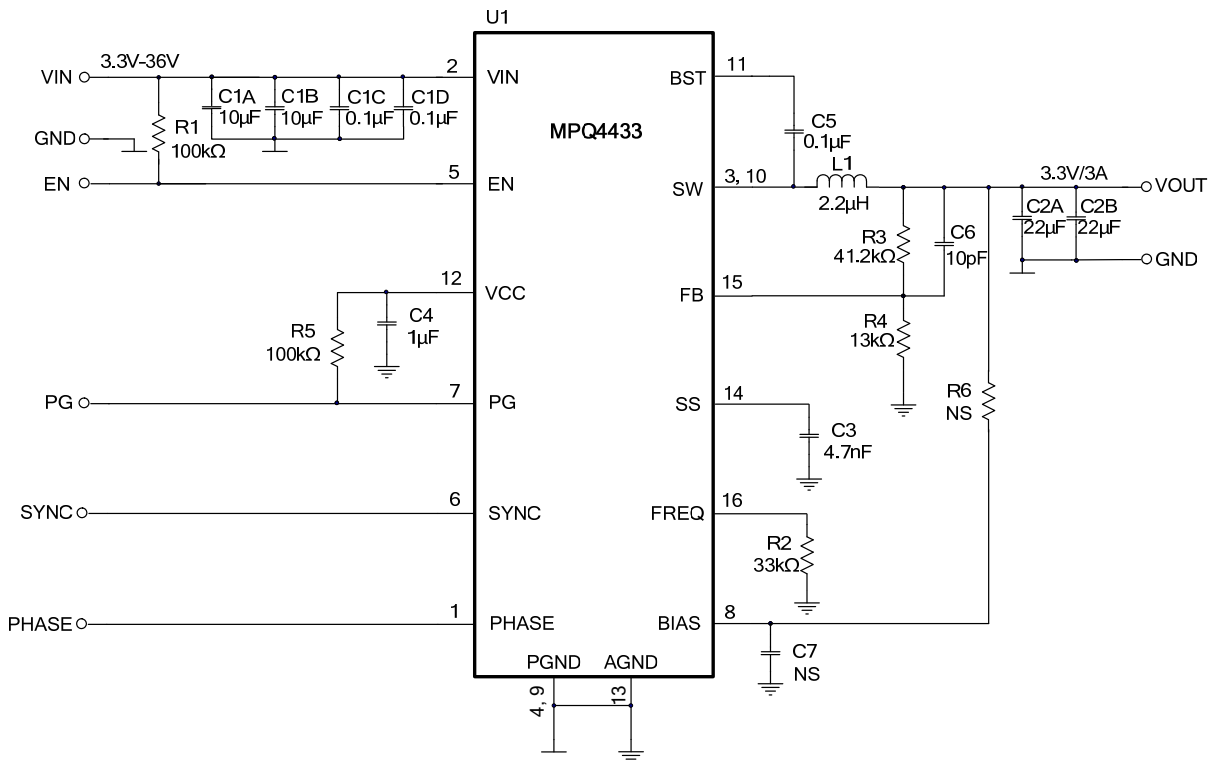 U1
VIN
3.3V-36V
2
VIN
C1A
10µF
C1B
10µF
C1C
0.1µF
C1D
0.1µF
GND
R1
100kΩ
EN
5
EN
MPQ4433
BST
11
C5
0.1µF
SW
3, 10
L1
2.2µH
3.3V/3A
VOUT
C2A
22µF
C2B
22µF
GND
R3
41.2kΩ
C6
10pF
12
VCC
FB
15
R5
100kΩ
C4
1µF
R4
13kΩ
PG
7
PG
SS
14
C3
4.7nF
R6
NS
SYNC
6
SYNC
FREQ
16
R2
33kΩ
PHASE
1
PHASE
BIAS
8
C7
NS
PGND
AGND
4, 9
13